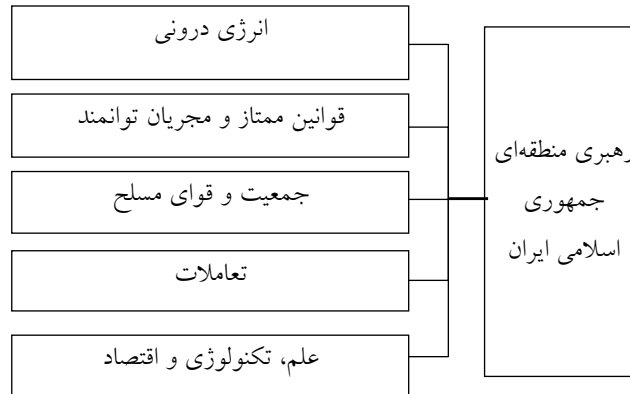 انرژی درونی
قوانین ممتاز و مجریان توانمند
جمعیت و قوای مسلح
تعاملات
علم، تکنولوژی و اقتصاد
رهبری منطقه‌ای
جمهوری
اسلامی ایران